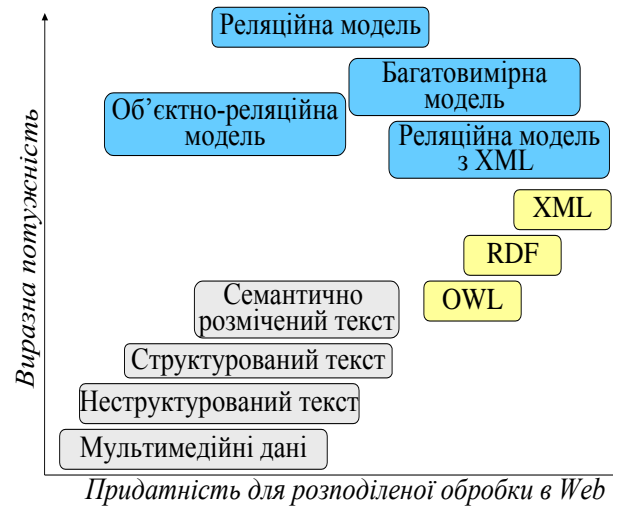 Реляційна модель
Багатовимірна
модель
Об’єктно-реляційна
модель
Реляційна модель
з XML
XML
RDF
OWL
Семантично
розмічений текст
Структурований текст
Неструктурований текст
Мультимедійні дані
Виразна потужність
Придатність для розподіленої обробки в Web